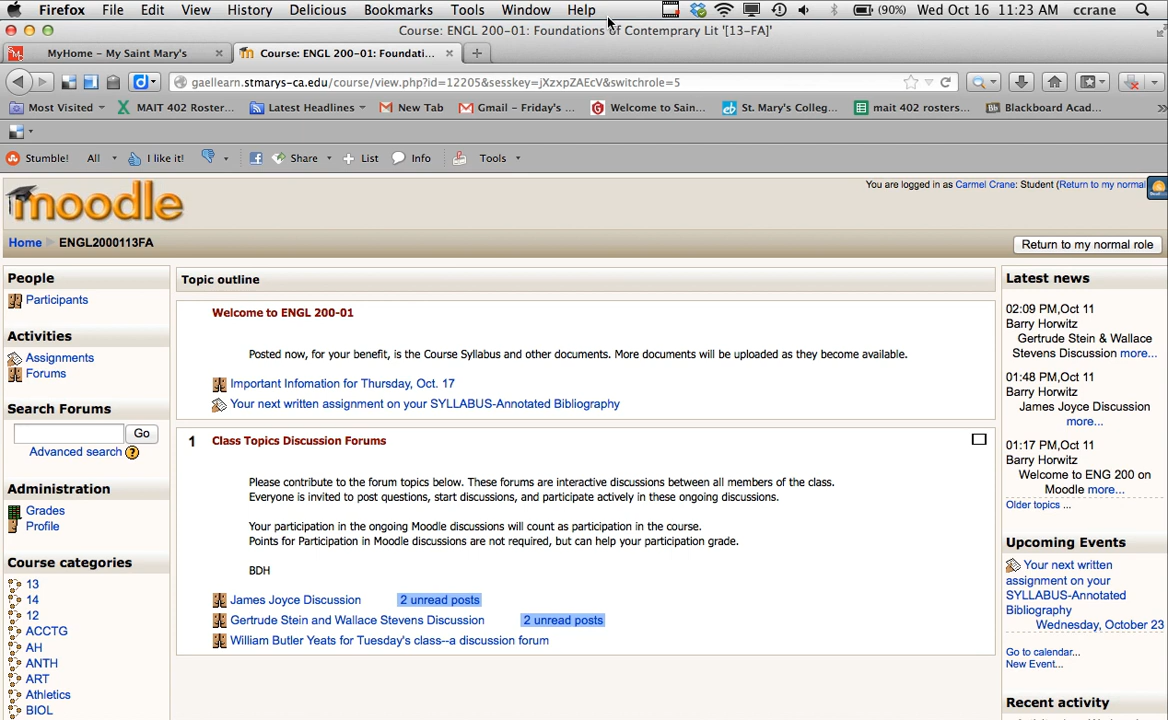 Firefox File Edit View History Delicious Bookmarks Tools Window Help (90%) Wed Oct 16 11:23 AM ccrane
Course: ENGL 200-01: Foundations of Contemprary Lit '[13-FA]'
MyHome - My Saint Mary's Course: ENGL 200-01: Foundati...
gaellearn.stmarys-ca.edu/course/view.php?id=12205&sesskey=jXzxpZAEcV&switchrole=5
Most Visited MAIT 402 Roster... Latest Headlines New Tab Gmail - Friday's ... Welcome to Sain... St. Mary's Colleg... mait 402 rosters... Blackboard Acad...
Stumble! All I like it! Share List Info Tools
moodle
You are logged in as Carmel Crane: Student (Return to my normal
Home ENGL2000113FA
Return to my normal role
People
Participants
Activities
Assignments
Forums
Search Forums
Go
Advanced search ?
Administration
Grades
Profile
Course categories
13
14
12
ACCTG
AH
ANTH
ART
Athletics
BIOL
Topic outline
Welcome to ENGL 200-01
Posted now, for your benefit, is the Course Syllabus and other documents. More documents will be uploaded as they become available.
Important Infomation for Thursday, Oct. 17
Your next written assignment on your SYLLABUS-Annotated Bibliography
1 Class Topics Discussion Forums
Please contribute to the forum topics below. These forums are interactive discussions between all members of the class.
Everyone is invited to post questions, start discussions, and participate actively in these ongoing discussions.
Your participation in the ongoing Moodle discussions will count as participation in the course.
Points for Participation in Moodle discussions are not required, but can help your participation grade.
BDH
James Joyce Discussion 2 unread posts
Gertrude Stein and Wallace Stevens Discussion 2 unread posts
William Butler Yeats for Tuesday's class--a discussion forum
Latest news
02:09 PM,Oct 11
Barry Horwitz
Gertrude Stein & Wallace
Stevens Discussion more...
01:48 PM,Oct 11
Barry Horwitz
James Joyce Discussion
more...
01:17 PM,Oct 11
Barry Horwitz
Welcome to ENG 200 on
Moodle more...
Older topics ...
Upcoming Events
Your next written
assignment on your
SYLLABUS-Annotated
Bibliography
Wednesday, October 23
Go to calendar...
New Event...
Recent activity